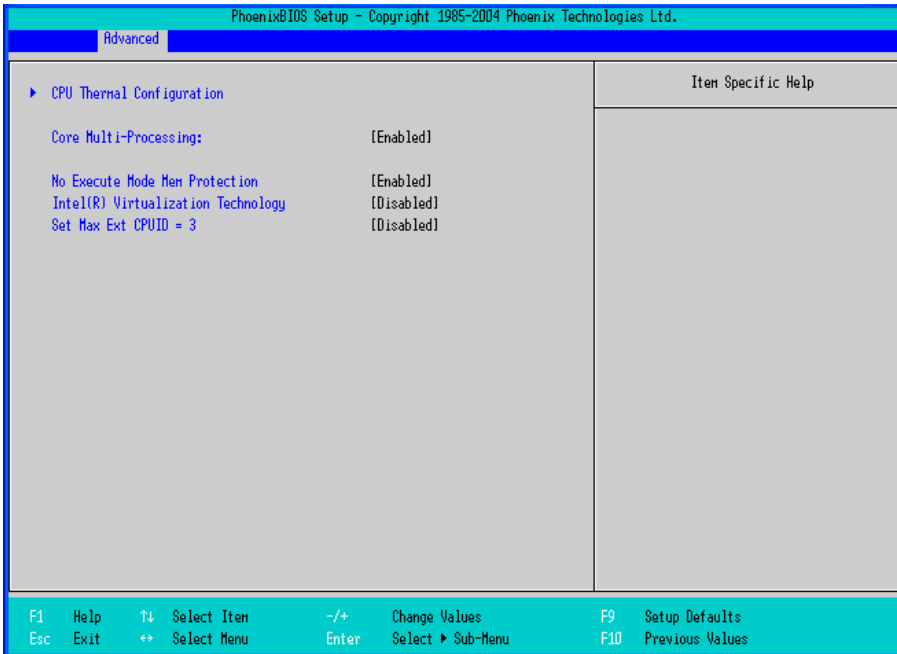 PhoenixBIOS Setup - Copyright 1985-2004 Phoenix Technologies Ltd.
Advanced
Item Specific Help
▶ CPU Thermal Configuration
Core Multi-Processing: [Enabled]
No Execute Mode Mem Protection [Enabled]
Intel(R) Virtualization Technology [Disabled]
Set Max Ext CPUID = 3 [Disabled]
F1 Help ↑↓ Select Item -/+ Change Values F9 Setup Defaults
Esc Exit ↔ Select Menu Enter Select ▶ Sub-Menu F10 Previous Values